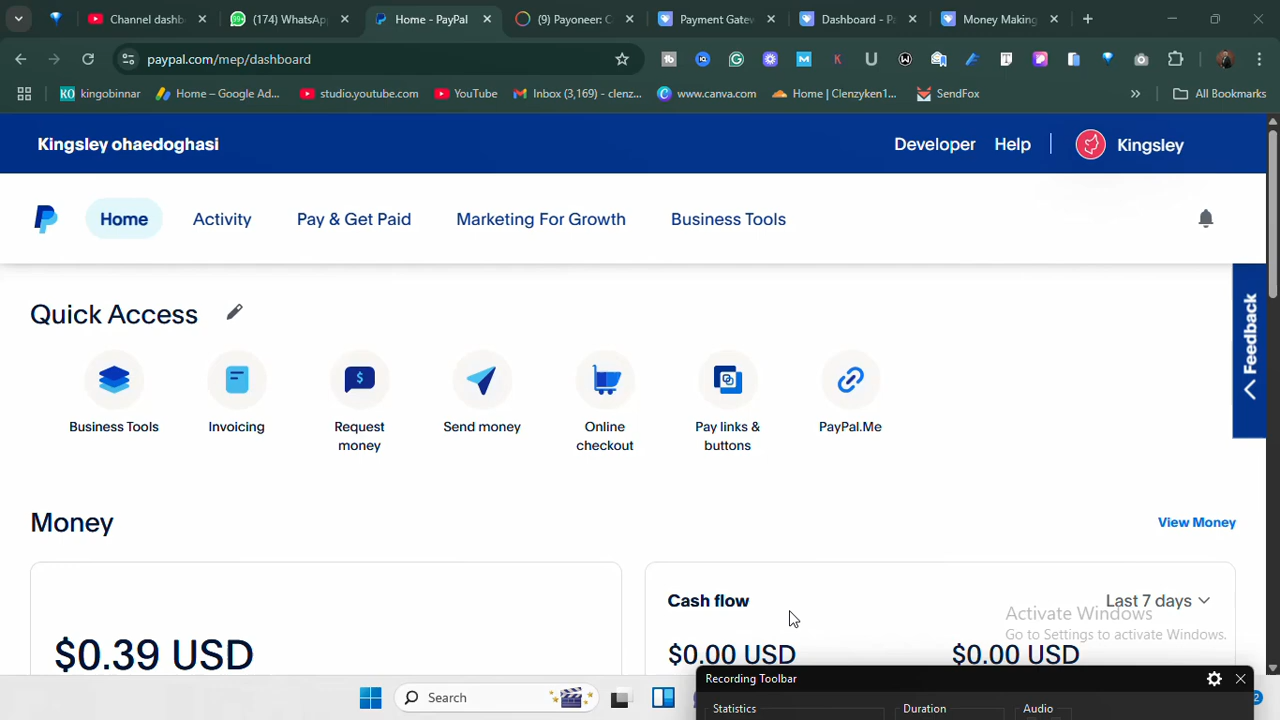 Channel dashb
(174) WhatsApp
Home - PayPal
(9) Payoneer: C
Payment Gatew
Dashboard - Pa
Money Making
paypal.com/mep/dashboard
kingobinnar
Home – Google Ad...
studio.youtube.com
YouTube
Inbox (3,169) - clenz...
www.canva.com
Home | Clenzyken1...
SendFox
All Bookmarks
Kingsley ohaedoghasi
Developer
Help
Kingsley
Home
Activity
Pay & Get Paid
Marketing For Growth
Business Tools
Feedback
Quick Access
Business Tools
Invoicing
Request
money
Send money
Online
checkout
Pay links &
buttons
PayPal.Me
Money
View Money
Cash flow
Last 7 days
Activate Windows
Go to Settings to activate Windows.
$0.39 USD
$0.00 USD
$0.00 USD
Recording Toolbar
Search
Statistics
Duration
Audio